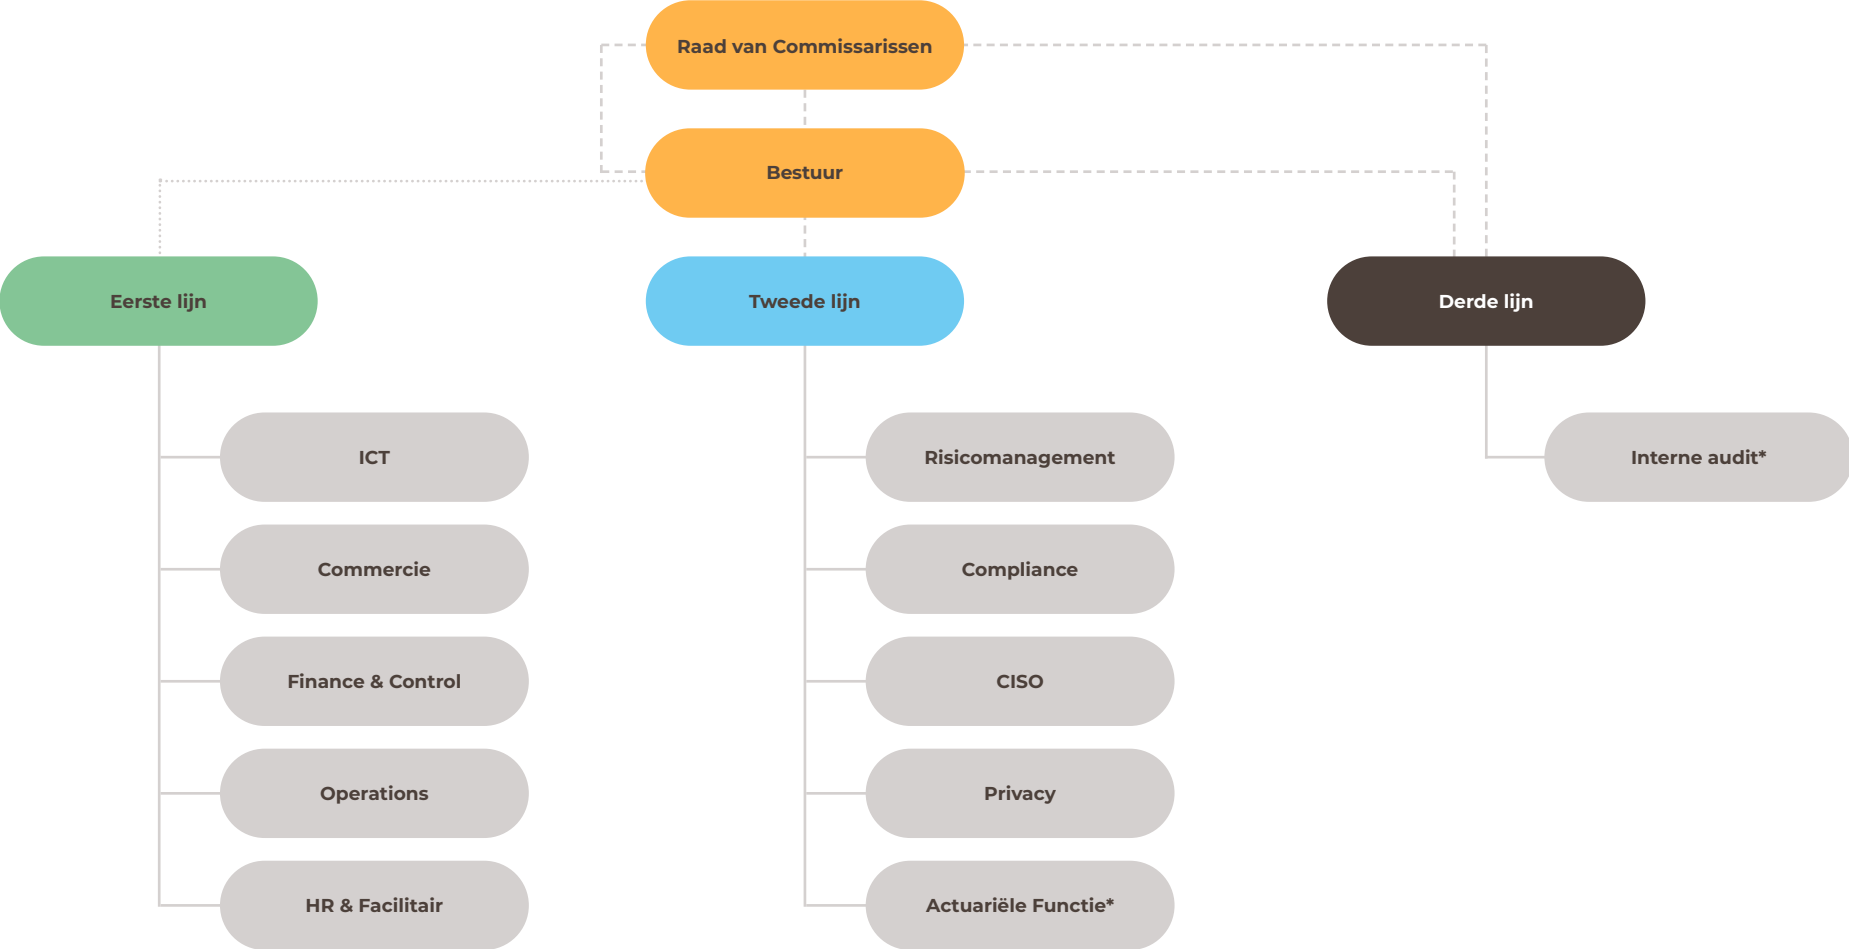 Raad van Commissarissen
Bestuur
Eerste lijn
Tweede lijn
Derde lijn
ICT
Commercie
Finance & Control
Operations
HR & Facilitair
Risicomanagement
Compliance
CISO
Privacy
Actuariële Functie*
Interne audit*